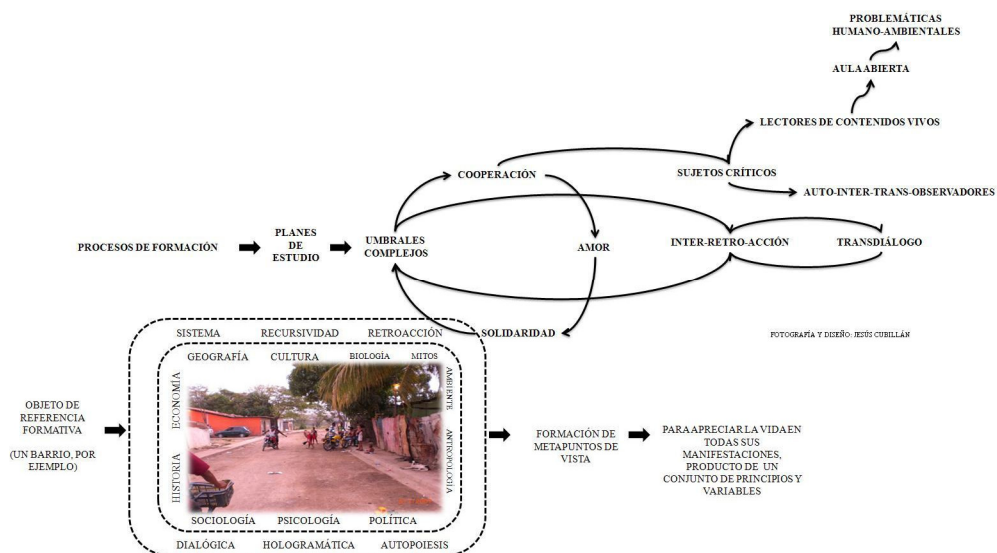 PROBLEMÁTICAS
HUMANO-AMBIENTALES
AULA ABIERTA
LECTORES DE CONTENIDOS VIVOS
COOPERACIÓN
SUJETOS CRÍTICOS
AUTO-INTER-TRANS-OBSERVADORES
PROCESOS DE FORMACIÓN
PLANES
DE
ESTUDIO
UMBRALES
COMPLEJOS
AMOR
INTER-RETRO-ACCIÓN
TRANSDIÁLOGO
SOLIDARIDAD
FOTOGRAFÍA Y DISEÑO: JESÚS CUBILLÁN
SISTEMA
RECURSIVIDAD
RETROACCIÓN
GEOGRAFÍA
CULTURA
BIOLOGÍA
MITOS
ECONOMÍA
HISTORIA
AMBIENTE
ANTROPOLOGÍA
SOCIOLOGÍA
PSICOLOGÍA
POLÍTICA
DIALÓGICA
HOLOGRAMÁTICA
AUTOPOIESIS
OBJETO DE
REFERENCIA
FORMATIVA
(UN BARRIO, POR
EJEMPLO)
FORMACIÓN DE
METAPUNTOS DE
VISTA
PARA APRECIAR LA VIDA EN
TODAS SUS
MANIFESTACIONES,
PRODUCTO DE UN
CONJUNTO DE PRINCIPIOS Y
VARIABLES